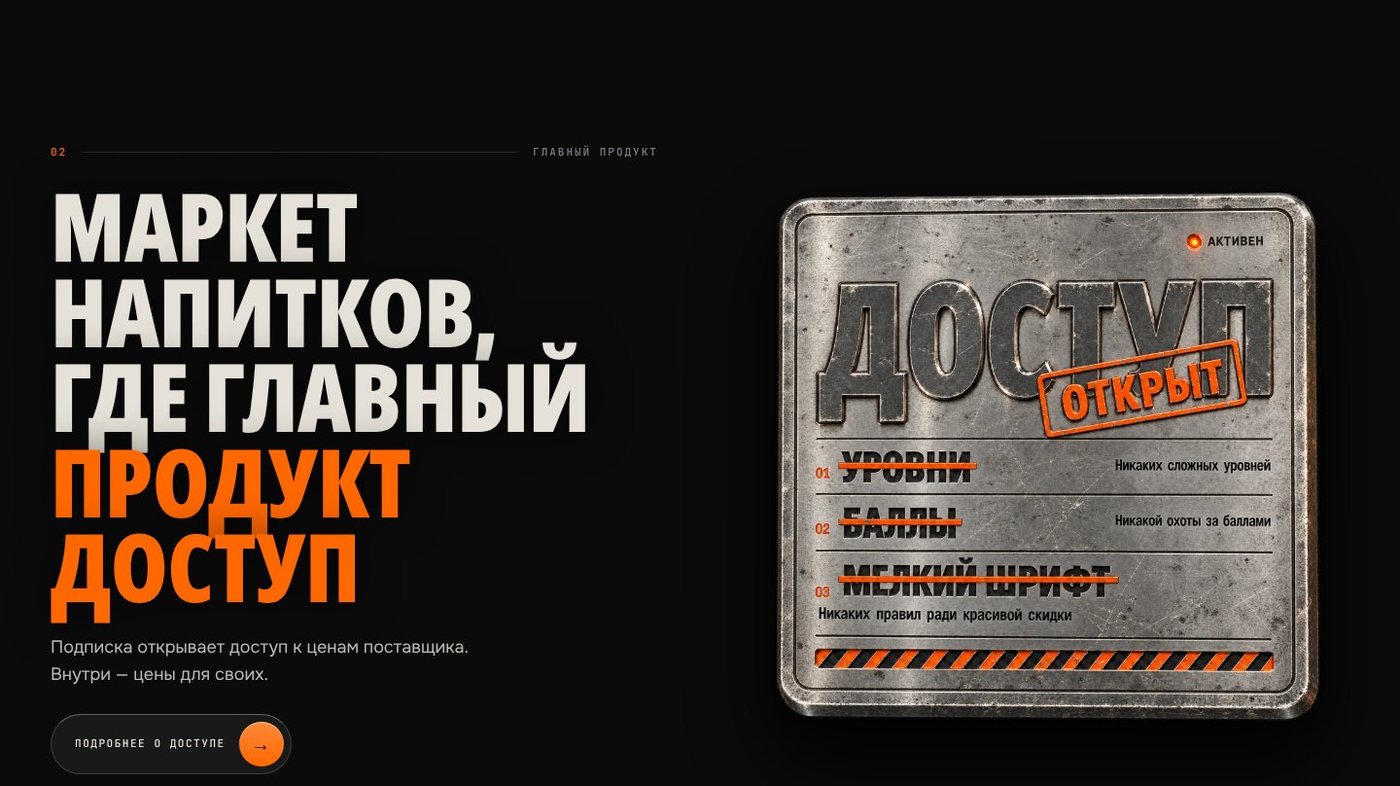 02
ГЛАВНЫЙ ПРОДУКТ
МАРКЕТ
НАПИТКОВ,
ГДЕ ГЛАВНЫЙ
ПРОДУКТ
ДОСТУП
Подписка открывает доступ к ценам поставщика.
Внутри — цены для своих.
ПОДРОБНЕЕ О ДОСТУПЕ →
АКТИВЕН
ДОСТУП
ОТКРЫТ
01 УРОВНИ
Никаких сложных уровней
02 БАЛЛЫ
Никакой охоты за баллами
03 МЕЛКИЙ ШРИФТ
Никаких правил ради красивой скидки